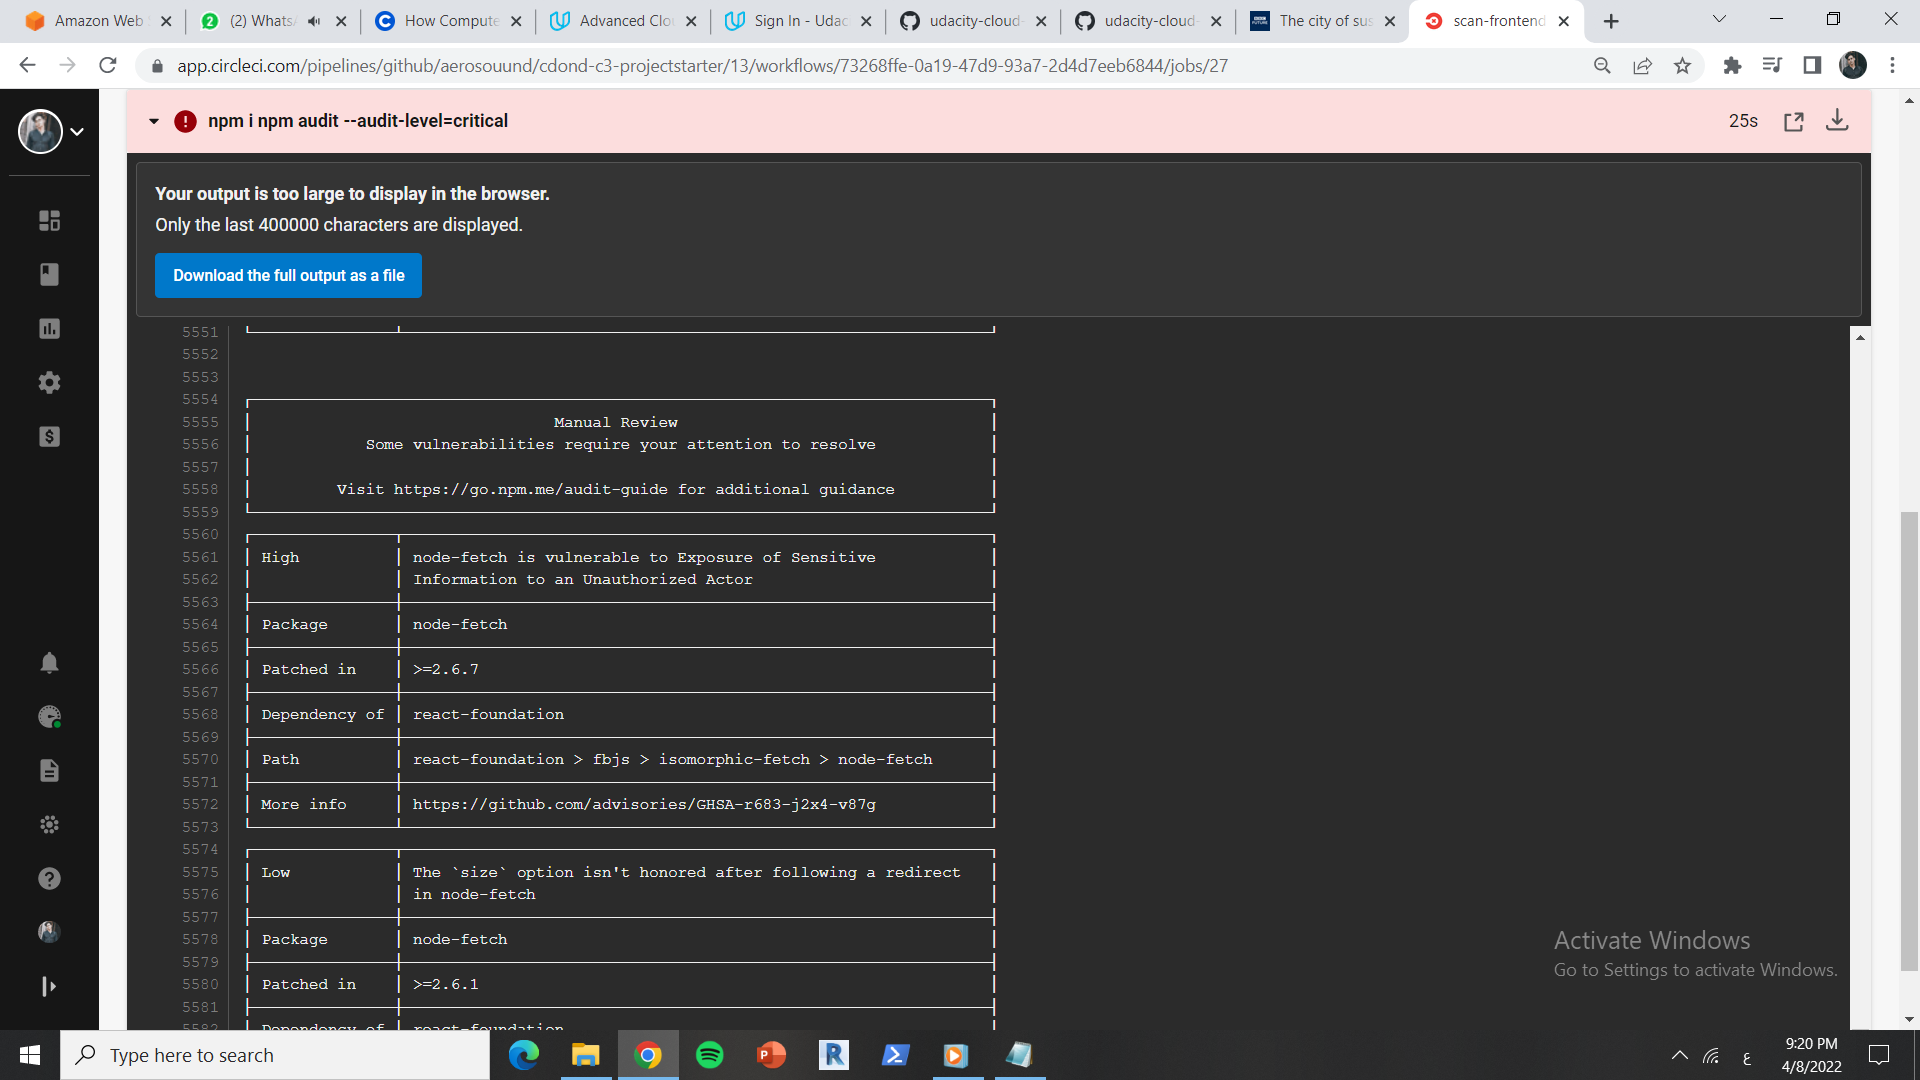 Amazon Web
(2) Whats
How Compute
Advanced Clo
Sign In - Udac
udacity-cloud-
udacity-cloud-
The city of sus
scan-frontend
app.circleci.com/pipelines/github/aerosouund/cdond-c3-projectstarter/13/workflows/73268ffe-0a19-47d9-93a7-2d4d7eeb6844/jobs/27
npm i npm audit --audit-level=critical
25s
Your output is too large to display in the browser.
Only the last 400000 characters are displayed.
Download the full output as a file
5551
5552
5553
5554
5555 Manual Review
5556 Some vulnerabilities require your attention to resolve
5557
5558 Visit https://go.npm.me/audit-guide for additional guidance
5559
5560
5561 High node-fetch is vulnerable to Exposure of Sensitive
5562 Information to an Unauthorized Actor
5563
5564 Package node-fetch
5565
5566 Patched in >=2.6.7
5567
5568 Dependency of react-foundation
5569
5570 Path react-foundation > fbjs > isomorphic-fetch > node-fetch
5571
5572 More info https://github.com/advisories/GHSA-r683-j2x4-v87g
5573
5574
5575 Low The `size` option isn't honored after following a redirect
5576 in node-fetch
5577
5578 Package node-fetch
5579
5580 Patched in >=2.6.1
5581
5582 Dependency of react-foundation
Activate Windows
Go to Settings to activate Windows.
Type here to search
ع
9:20 PM
4/8/2022